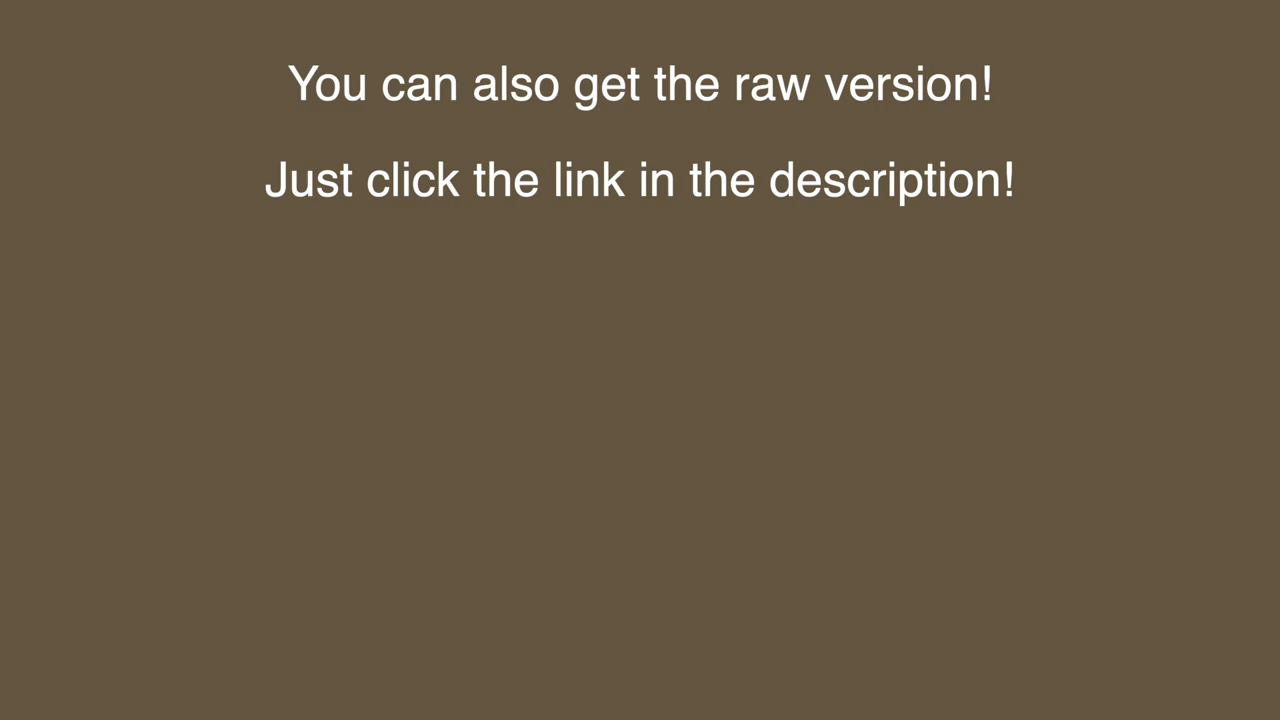 You can also get the raw version!
Just click the link in the description!